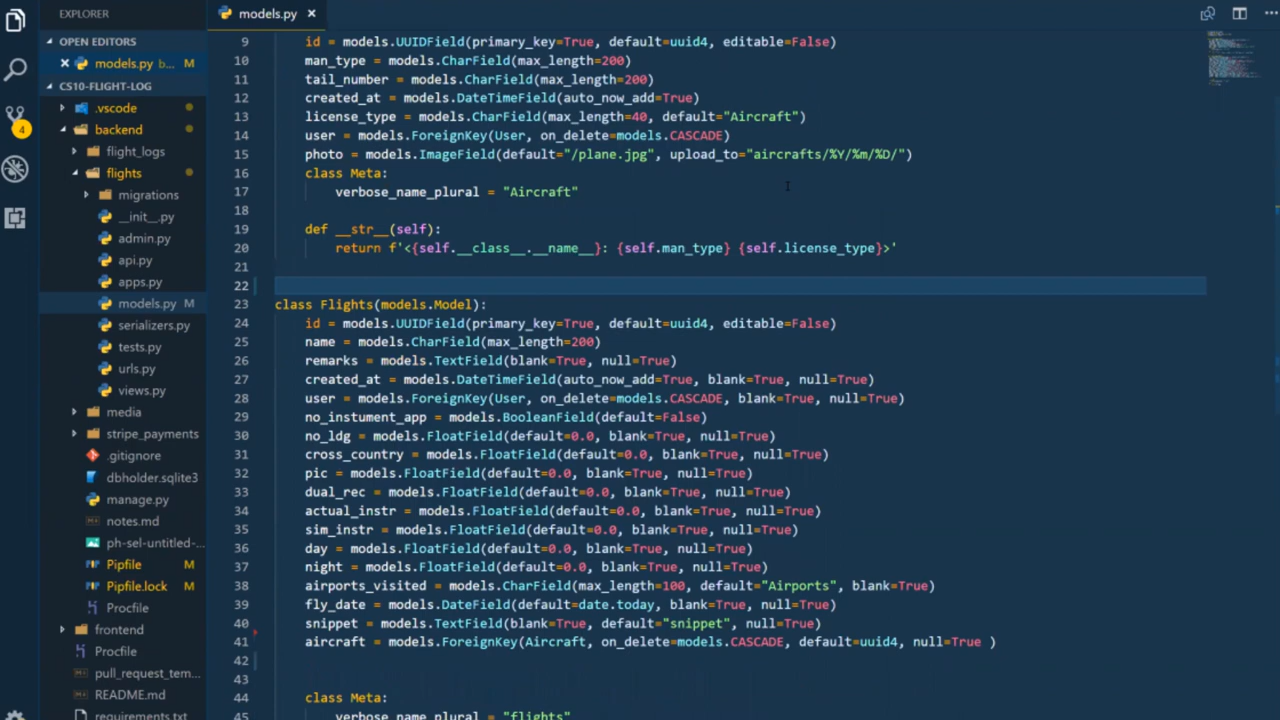 EXPLORER
OPEN EDITORS
models.py b... M
CS10-FLIGHT-LOG
.vscode
backend
flight_logs
flights
migrations
__init__.py
admin.py
api.py
apps.py
models.py M
serializers.py
tests.py
urls.py
views.py
media
stripe_payments
.gitignore
dbholder.sqlite3
manage.py
notes.md
ph-sel-untitled-...
Pipfile M
Pipfile.lock M
Procfile
frontend
Procfile
pull_request_tem...
README.md
requirements.txt
4
models.py
9 id = models.UUIDField(primary_key=True, default=uuid4, editable=False)
10 man_type = models.CharField(max_length=200)
11 tail_number = models.CharField(max_length=200)
12 created_at = models.DateTimeField(auto_now_add=True)
13 license_type = models.CharField(max_length=40, default="Aircraft")
14 user = models.ForeignKey(User, on_delete=models.CASCADE)
15 photo = models.ImageField(default="/plane.jpg", upload_to="aircrafts/%Y/%m/%D/")
16 class Meta:
17 verbose_name_plural = "Aircraft"
18
19 def __str__(self):
20 return f'<{self.__class__.__name__}: {self.man_type} {self.license_type}>'
21
22
23 class Flights(models.Model):
24 id = models.UUIDField(primary_key=True, default=uuid4, editable=False)
25 name = models.CharField(max_length=200)
26 remarks = models.TextField(blank=True, null=True)
27 created_at = models.DateTimeField(auto_now_add=True, blank=True, null=True)
28 user = models.ForeignKey(User, on_delete=models.CASCADE, blank=True, null=True)
29 no_instument_app = models.BooleanField(default=False)
30 no_ldg = models.FloatField(default=0.0, blank=True, null=True)
31 cross_country = models.FloatField(default=0.0, blank=True, null=True)
32 pic = models.FloatField(default=0.0, blank=True, null=True)
33 dual_rec = models.FloatField(default=0.0, blank=True, null=True)
34 actual_instr = models.FloatField(default=0.0, blank=True, null=True)
35 sim_instr = models.FloatField(default=0.0, blank=True, null=True)
36 day = models.FloatField(default=0.0, blank=True, null=True)
37 night = models.FloatField(default=0.0, blank=True, null=True)
38 airports_visited = models.CharField(max_length=100, default="Airports", blank=True)
39 fly_date = models.DateField(default=date.today, blank=True, null=True)
40 snippet = models.TextField(blank=True, default="snippet", null=True)
41 aircraft = models.ForeignKey(Aircraft, on_delete=models.CASCADE, default=uuid4, null=True )
42
43
44 class Meta:
45 verbose_name_plural = "flights"